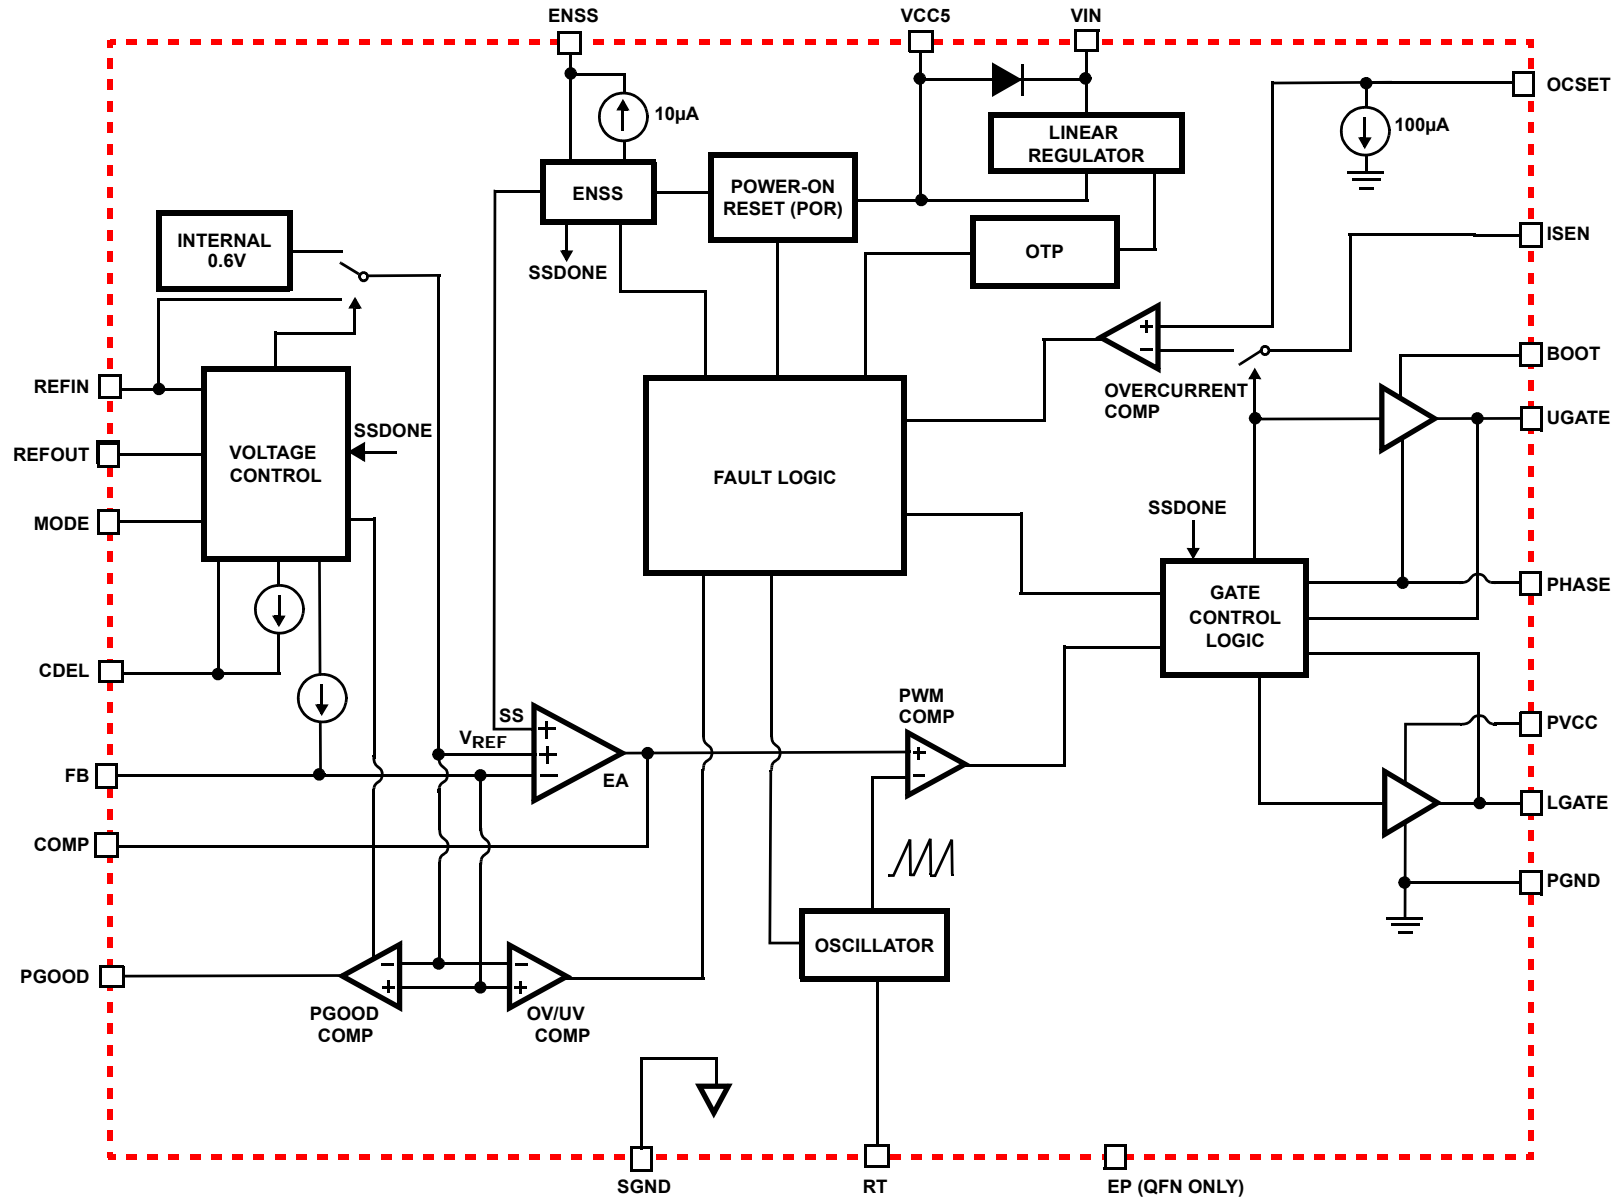 ENSS
VCC5
VIN
OCSET
10µA
100µA
LINEAR
REGULATOR
ENSS
POWER-ON
RESET (POR)
INTERNAL
0.6V
OTP
ISEN
SSDONE
+
−
BOOT
REFIN
OVERCURRENT
COMP
UGATE
SSDONE
REFOUT
VOLTAGE
CONTROL
FAULT LOGIC
MODE
SSDONE
PHASE
GATE
CONTROL
LOGIC
CDEL
PWM
COMP
SS
+
VREF
+
−
EA
+
−
PVCC
FB
LGATE
COMP
PGND
OSCILLATOR
PGOOD
−
+
−
+
PGOOD
COMP
OV/UV
COMP
SGND
RT
EP (QFN ONLY)